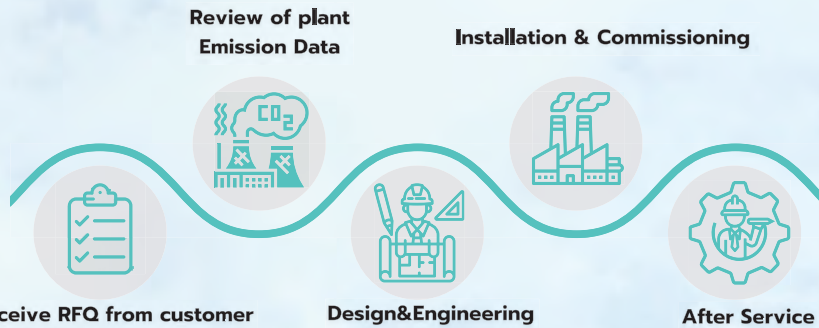 Review of plant
Emission Data
Installation & Commissioning
CO2
ceive RFQ from customer
Design&Engineering
After Service